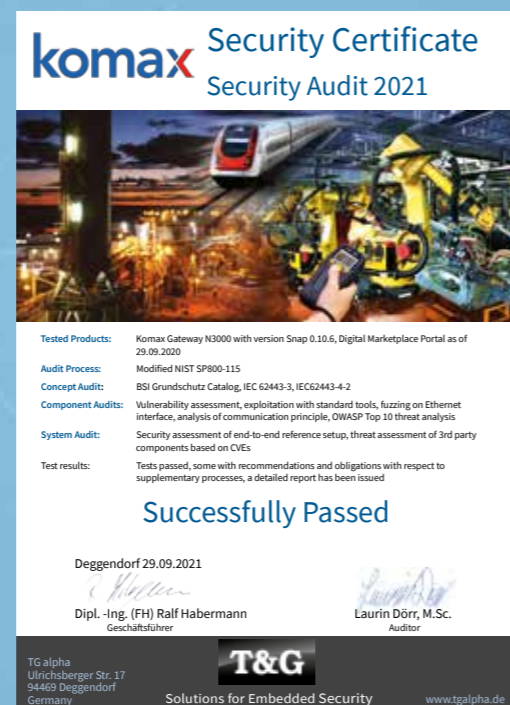 komax
Security Certificate
Security Audit 2021
Tested Products: Komax Gateway N3000 with version Snap 0.10.6, Digital Marketplace Portal as of
29.09.2020
Audit Process: Modified NIST SP800-115
Concept Audit: BSI Grundschutz Catalog, IEC 62443-3, IEC62443-4-2
Component Audits: Vulnerability assessment, exploitation with standard tools, fuzzing on Ethernet
interface, analysis of communication principle, OWASP Top 10 threat analysis
System Audit: Security assessment of end-to-end reference setup, threat assessment of 3rd party
components based on CVEs
Test results: Tests passed, some with recommendations and obligations with respect to
supplementary processes, a detailed report has been issued
Successfully Passed
Deggendorf 29.09.2021
Dipl. -Ing. (FH) Ralf Habermann
Geschäftsführer
Laurin Dörr, M.Sc.
Auditor
TG alpha
Ulrichsberger Str. 17
94469 Deggendorf
Germany
T&G
Solutions for Embedded Security
www.tgalpha.de